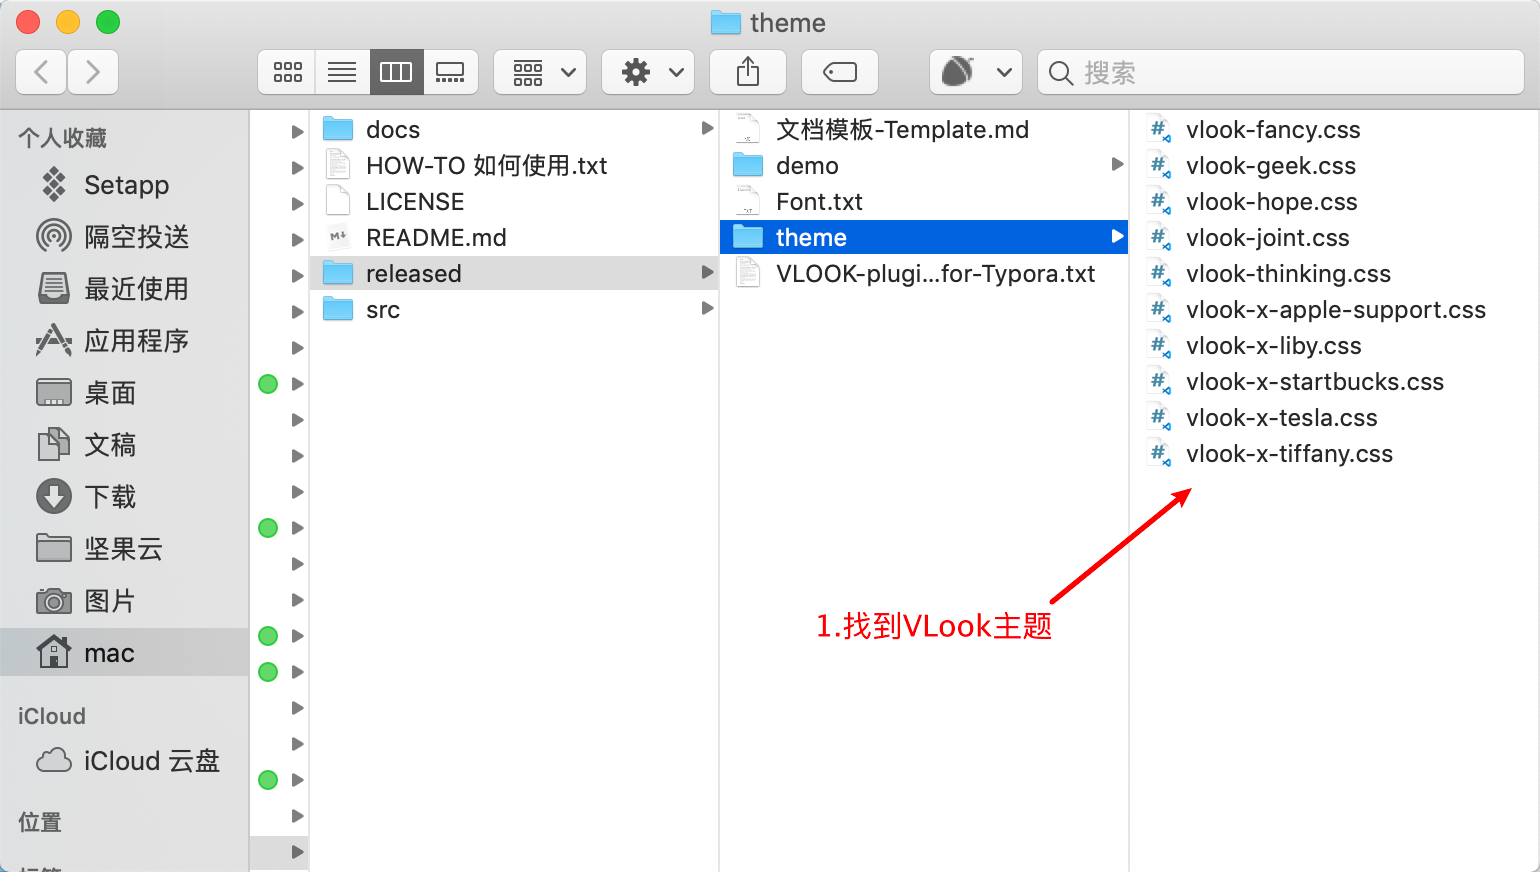 theme
搜索
个人收藏
Setapp
隔空投送
最近使用
应用程序
桌面
文稿
下载
坚果云
图片
mac
iCloud
iCloud 云盘
位置
docs
HOW-TO 如何使用.txt
LICENSE
README.md
released
src
文档模板-Template.md
demo
Font.txt
theme
VLOOK-plugi...for-Typora.txt
vlook-fancy.css
vlook-geek.css
vlook-hope.css
vlook-joint.css
vlook-thinking.css
vlook-x-apple-support.css
vlook-x-liby.css
vlook-x-startbucks.css
vlook-x-tesla.css
vlook-x-tiffany.css
1.找到VLook主题